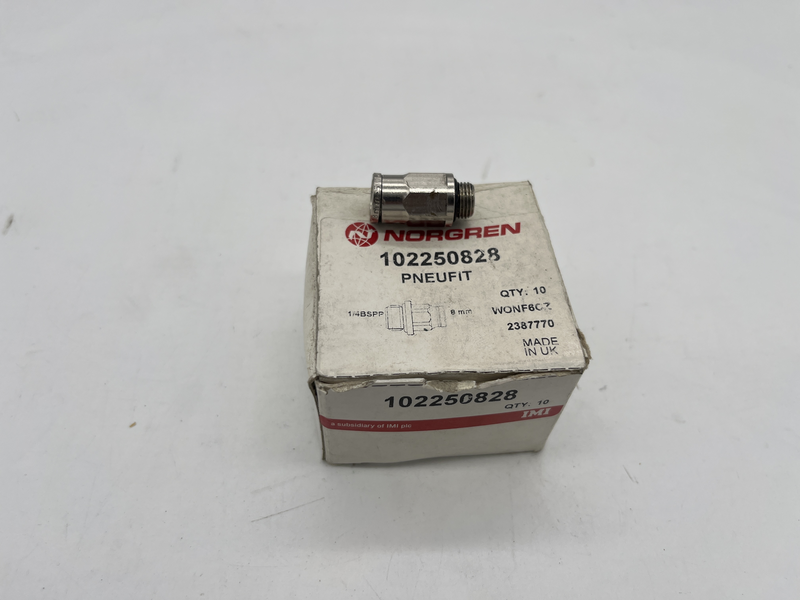 NORGREN
102250828
PNEUFIT
QTY. 10
1/4BSPP
8 mm
2387770
MADE
IN UK
102250828
QTY. 10
a subsidiary of IMI plc
IMI